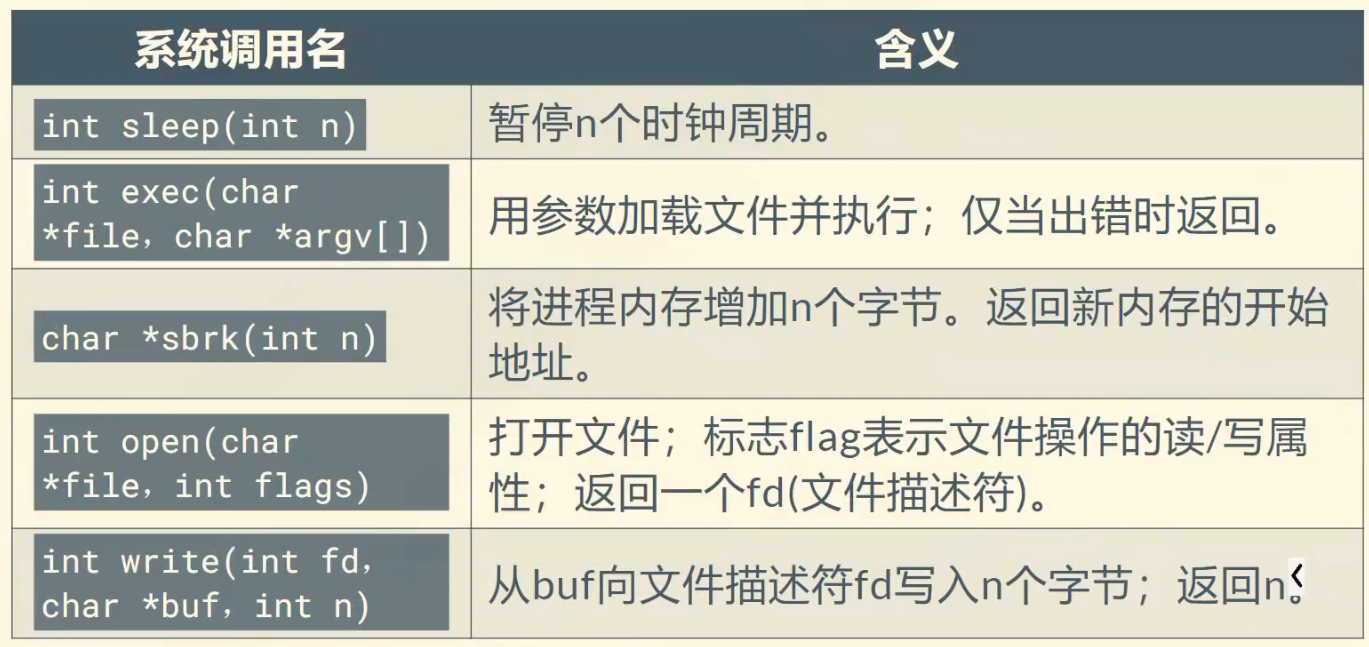 系统调用名 含义
int sleep(int n) 暂停n个时钟周期。
int exec(char
*file，char *argv[])
用参数加载文件并执行；仅当出错时返回。
char *sbrk(int n)
将进程内存增加n个字节。返回新内存的开始
地址。
int open(char
*file，int flags)
打开文件；标志flag表示文件操作的读/写属
性；返回一个fd(文件描述符)。
int write(int fd，
char *buf，int n)
从buf向文件描述符fd写入n个字节；返回n。